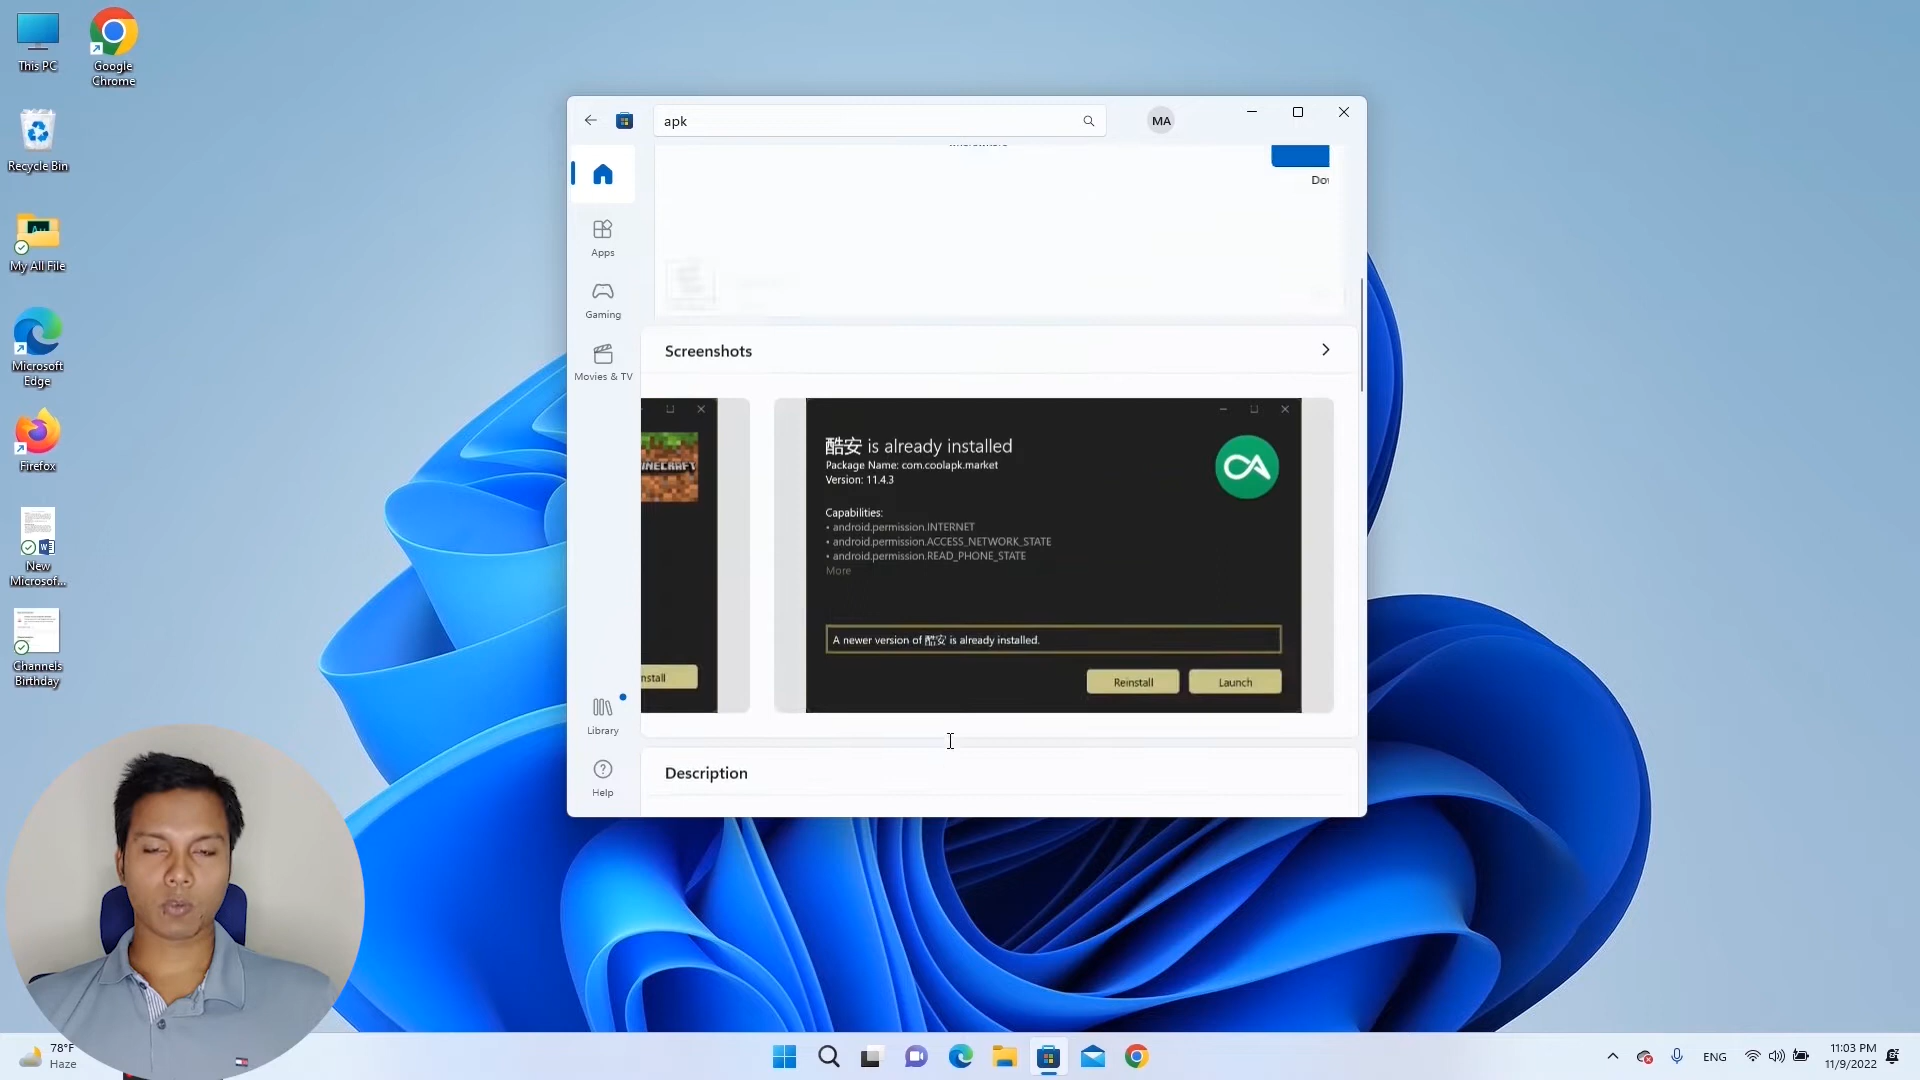 This PC
Google
Chrome
Recycle Bin
My All File
Microsoft
Edge
Firefox
New
Microsof...
Channels
Birthday
apk
MA
Apps
Gaming
Movies & TV
Library
Help
Screenshots
酷安 is already installed
Package Name: com.coolapk.market
Version: 11.4.3
Capabilities:
• android.permission.INTERNET
• android.permission.ACCESS_NETWORK_STATE
• android.permission.READ_PHONE_STATE
More
A newer version of 酷安 is already installed.
Reinstall
Launch
nstall
Description
78°F
Haze
ENG
11:03 PM
11/9/2022